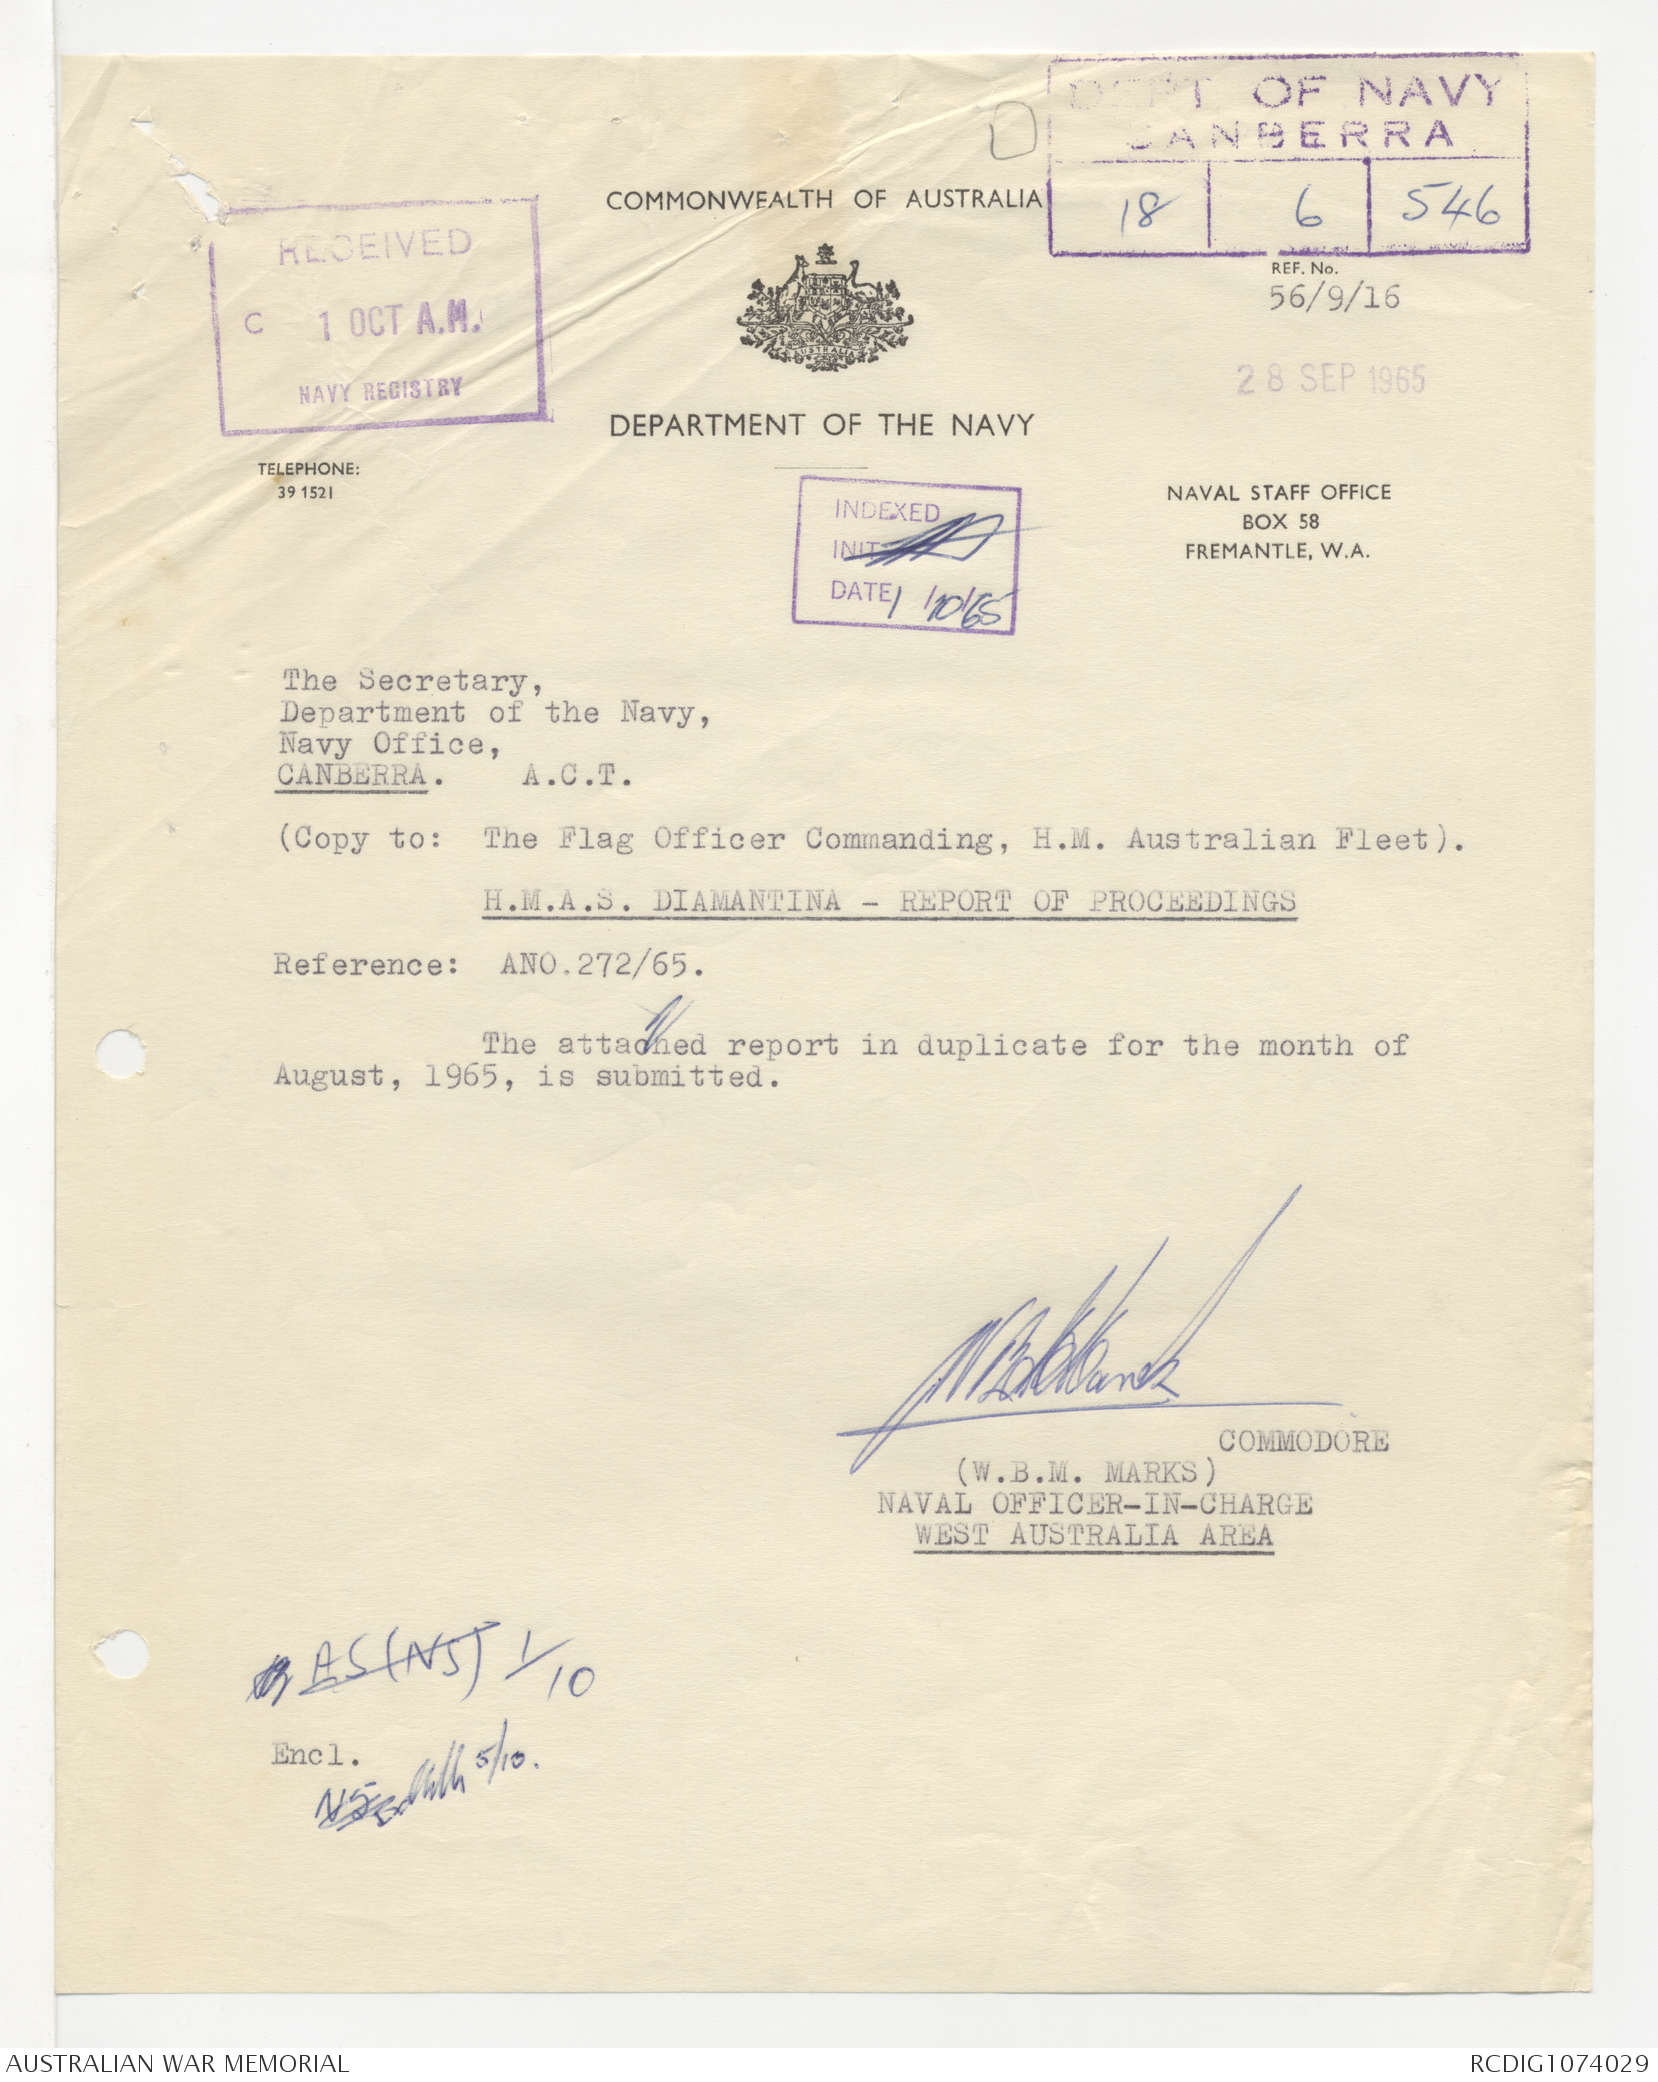 DEPT OF NAVY
CANBERRA
18 6 546
COMMONWEALTH OF AUSTRALIA
RECEIVED
C 1 OCT A.M.
NAVY REGISTRY
AUSTRALIA
REF. No.
56/9/16
28 SEP 1965
DEPARTMENT OF THE NAVY
TELEPHONE:
39 1521
NAVAL STAFF OFFICE
BOX 58
FREMANTLE, W.A.
INDEXED
INIT
DATE 1/10/65
The Secretary,
Department of the Navy,
Navy Office,
CANBERRA. A.C.T.
(Copy to: The Flag Officer Commanding, H.M. Australian Fleet).
H.M.A.S. DIAMANTINA - REPORT OF PROCEEDINGS
Reference: ANO.272/65.
The attached report in duplicate for the month of
August, 1965, is submitted.
COMMODORE
(W.B.M. MARKS)
NAVAL OFFICER-IN-CHARGE
WEST AUSTRALIA AREA
AS(NS) 1/10
Encl.
5/10.
AUSTRALIAN WAR MEMORIAL
RCDIG1074029